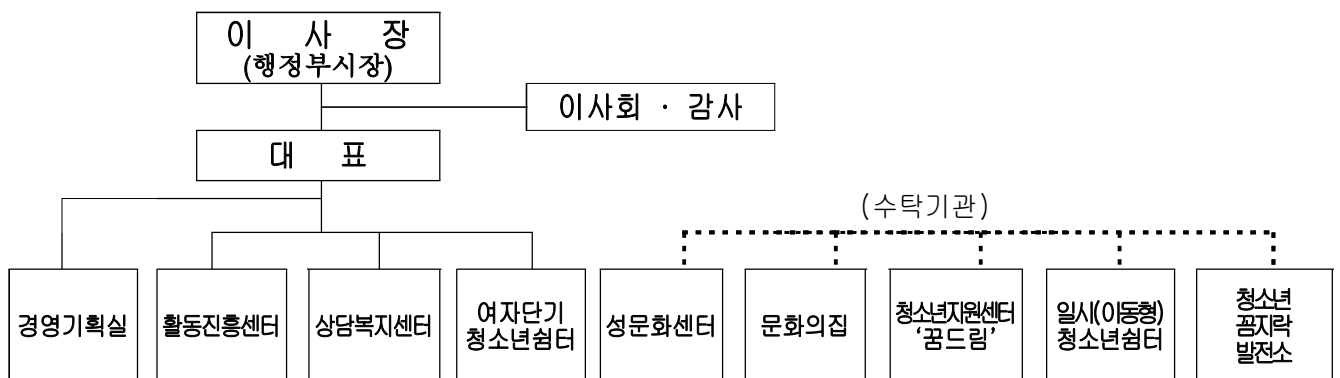 이 사 장
(행정부시장)
이사회 · 감사
대 표
(수탁기관)
경영기획실
활동진흥센터
상담복지센터
여자단기
청소년쉼터
성문화센터
문화의집
청소년지원센터
‘꿈드림’
일시(이동형)
청소년쉼터
청소년
꼼지락
발전소